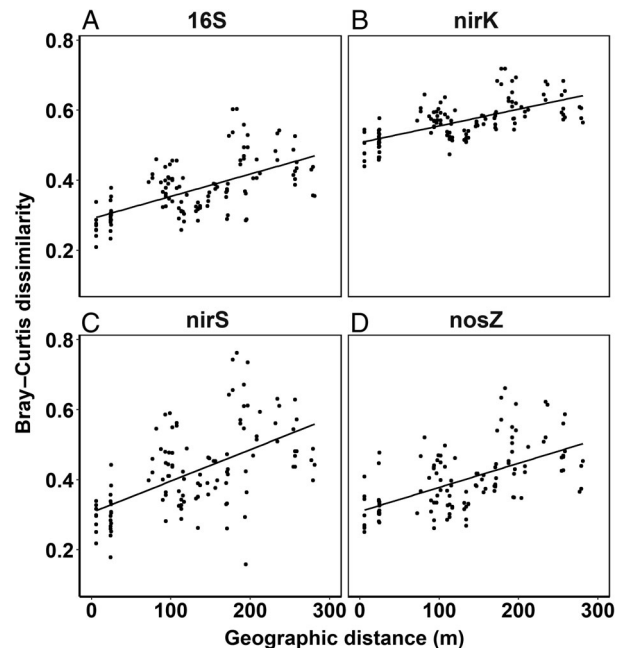 A 16S
B nirK
0.8
0.6
0.4
0.2
C nirS
D nosZ
0.8
0.6
0.4
0.2
Bray–Curtis dissimilarity
0 100 200 300
0 100 200 300
Geographic distance (m)